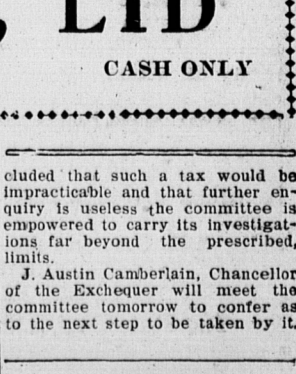 , LTD
CASH ONLY
cluded that such a tax would be
impracticable and that further en-
quiry is useless the committee is
empowered to carry its investigat-
ions far beyond the prescribed,
limits.
J. Austin Camberlain, Chancellor
of the Exchequer will meet the
committee tomorrow to confer as
to the next step to be taken by it.